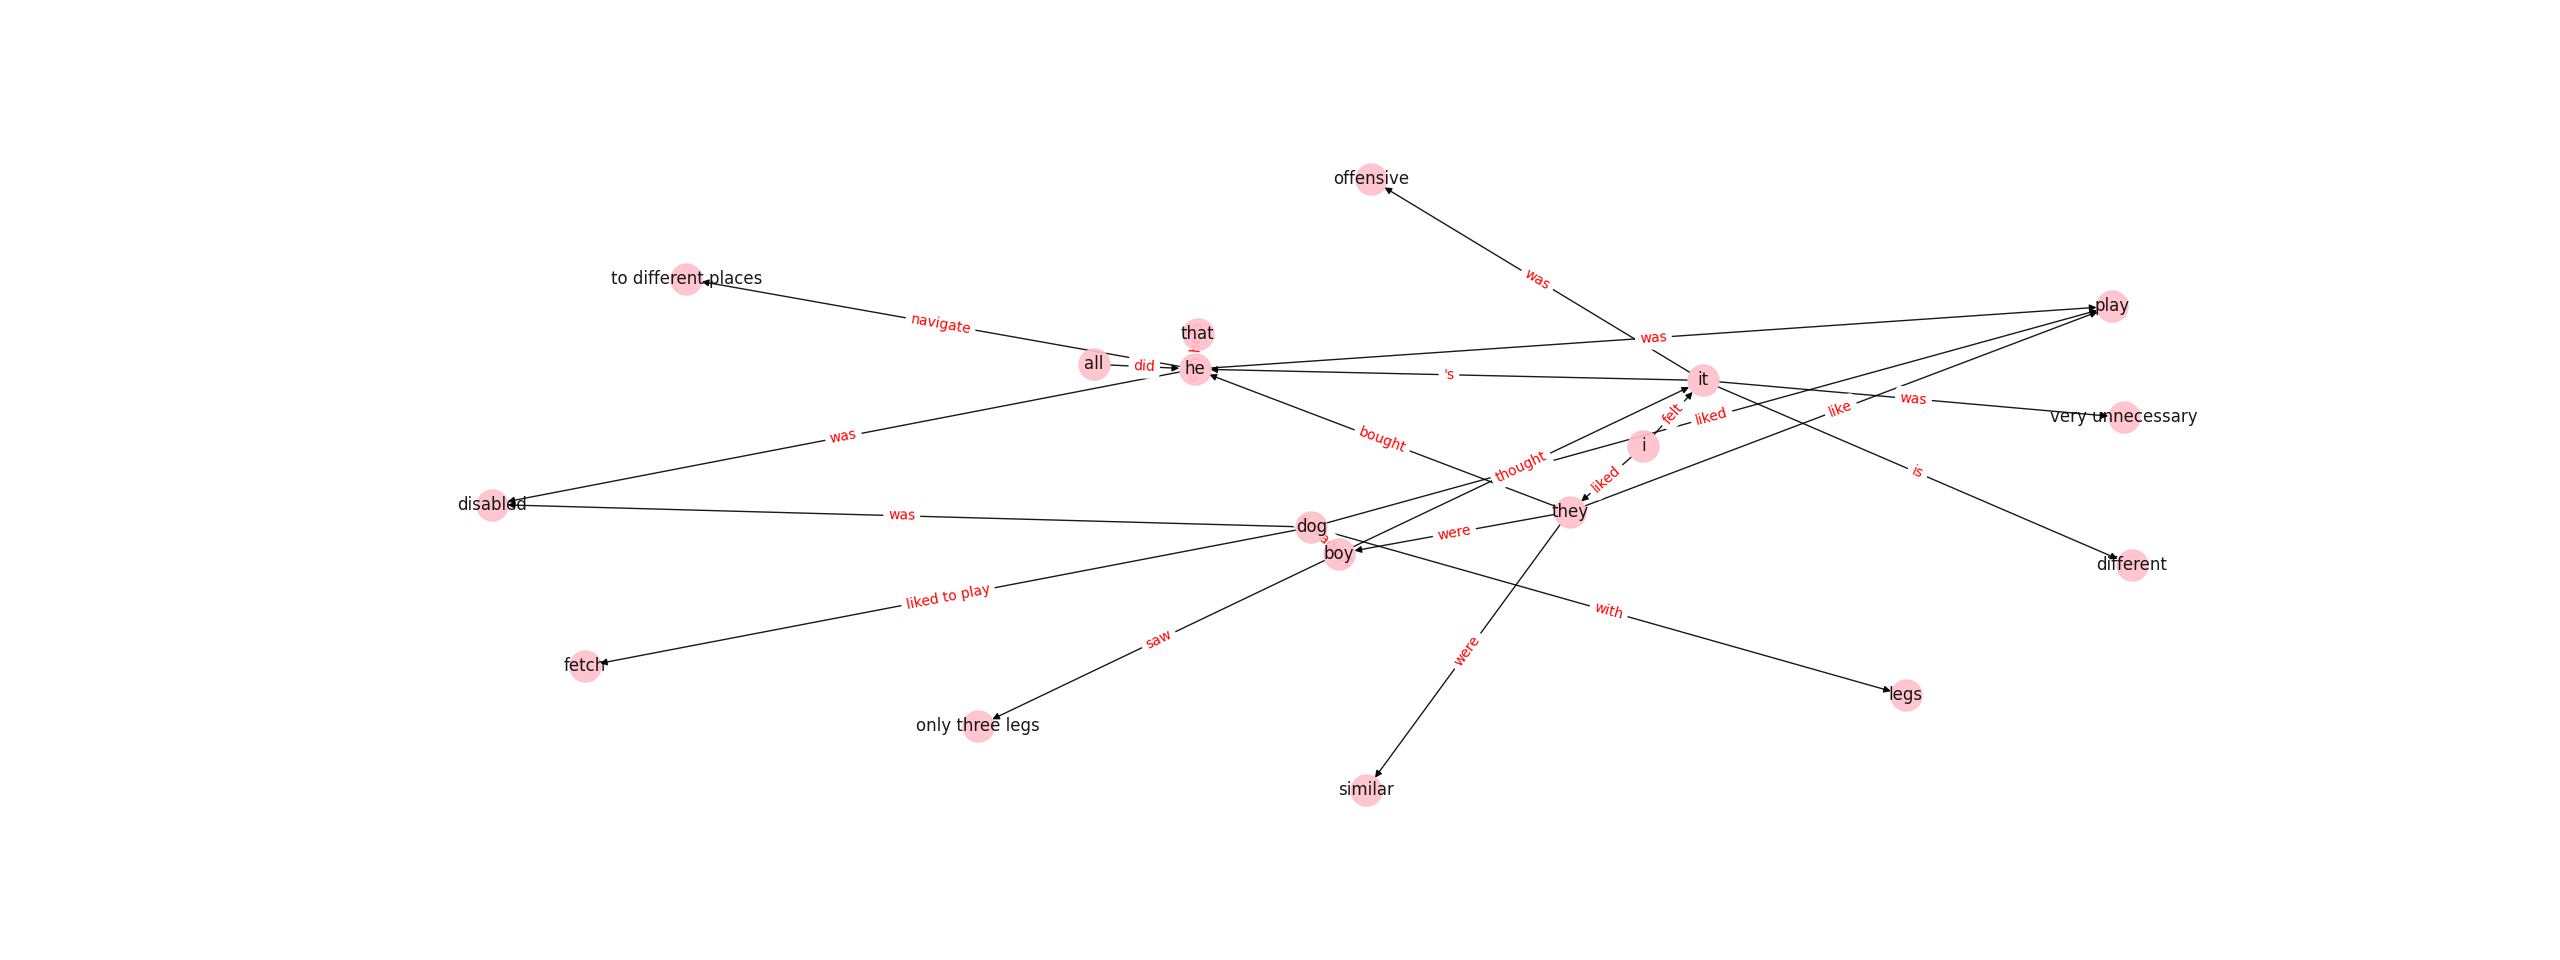 offensive
to different places
was
play
navigate
that
was
all
did
he
's
it
was
very unnecessary
liked
like
bought
felt
i
was
thought
is
liked
disabled
was
they
dog
were
boy
different
liked to play
with
saw
were
fetch
legs
only three legs
similar